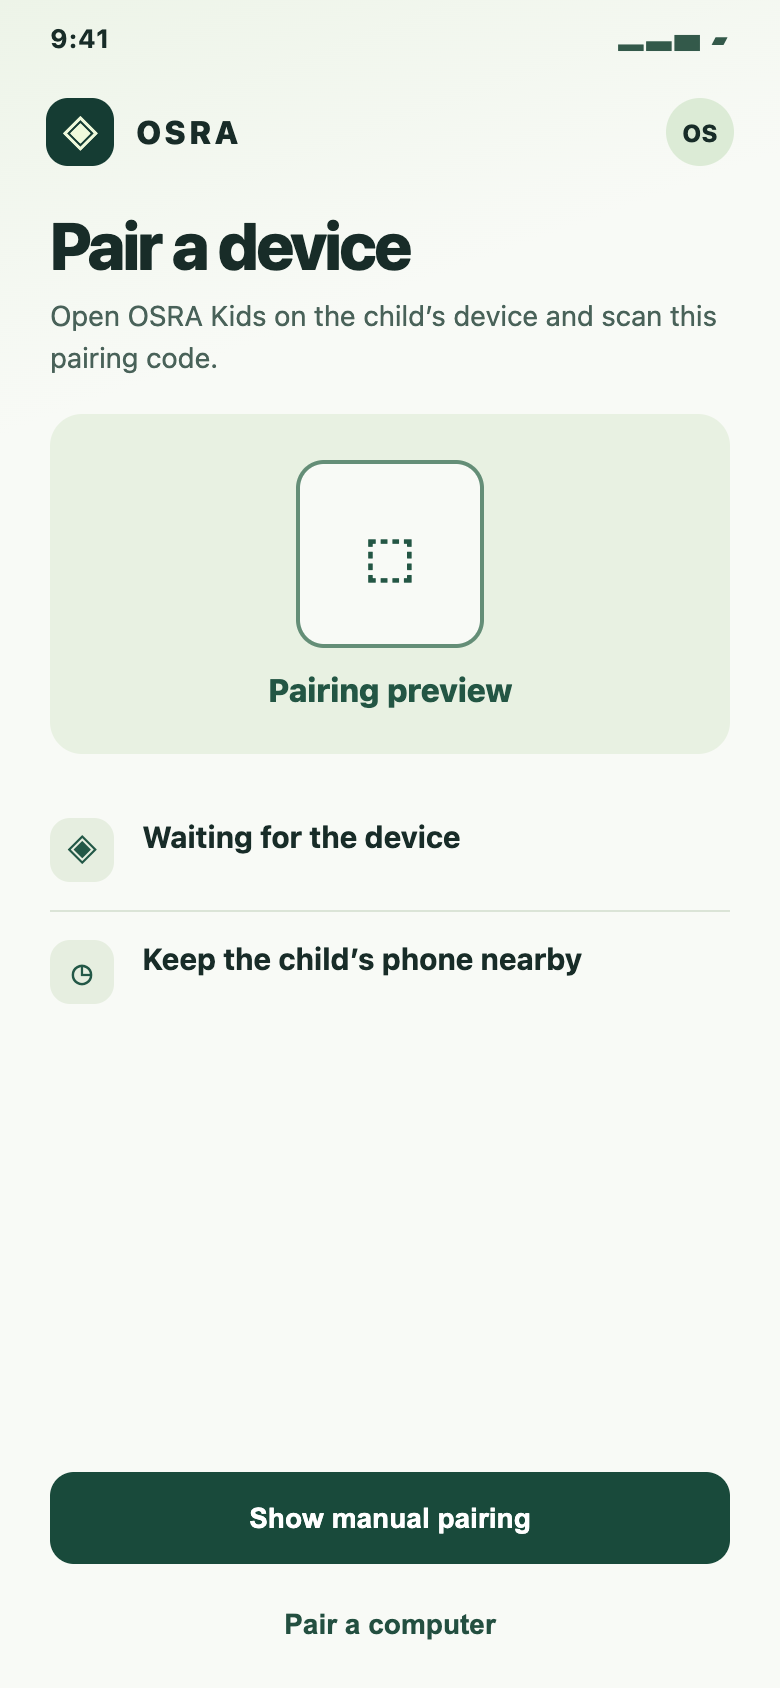 9:41
OSRA
OS
Pair a device
Open OSRA Kids on the child’s device and scan this
pairing code.
Pairing preview
Waiting for the device
Keep the child’s phone nearby
Show manual pairing
Pair a computer